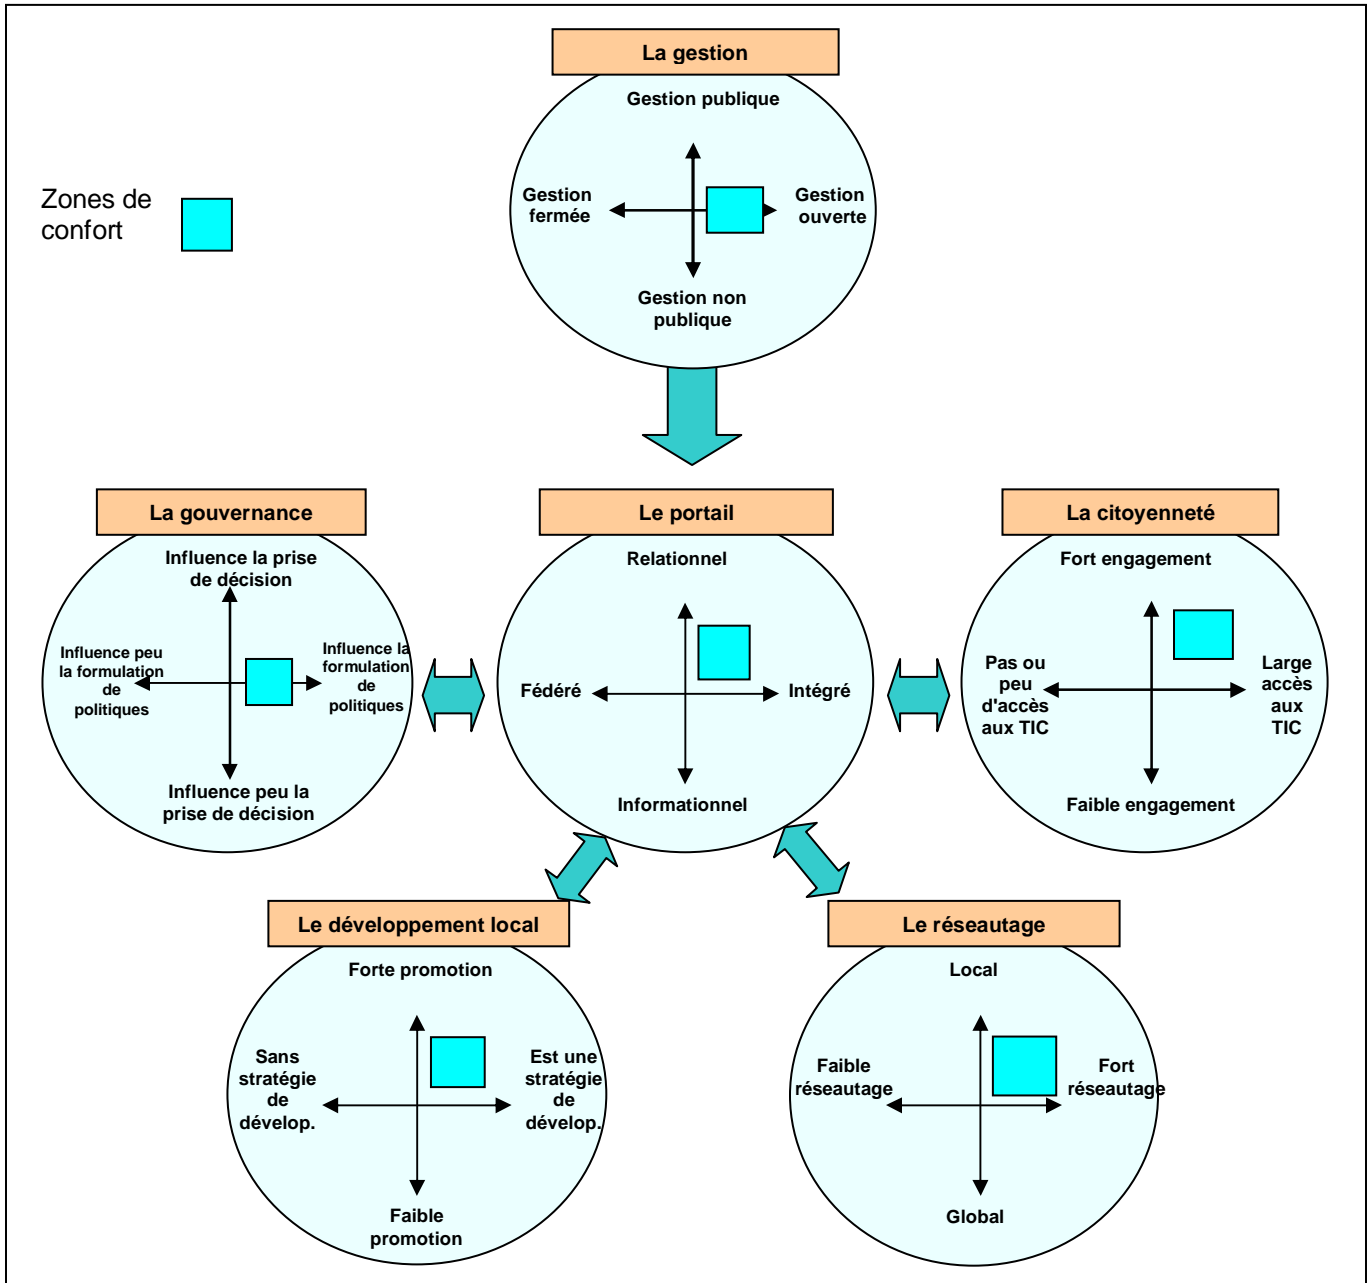 La gestion
Gestion publique
Zones de
confort
Gestion
fermée
Gestion
ouverte
Gestion non
publique
La gouvernance
Influence la prise
de décision
Influence peu
la formulation
de
politiques
Influence la
formulation
de
politiques
Influence peu la
prise de décision
Le portail
Relationnel
Fédéré
Intégré
Informationnel
La citoyenneté
Fort engagement
Pas ou
peu
d'accès
aux TIC
Large
accès
aux
TIC
Faible engagement
Le développement local
Forte promotion
Sans
stratégie
de
dévelop.
Est une
stratégie
de
dévelop.
Faible
promotion
Le réseautage
Local
Faible
réseautage
Fort
réseautage
Global